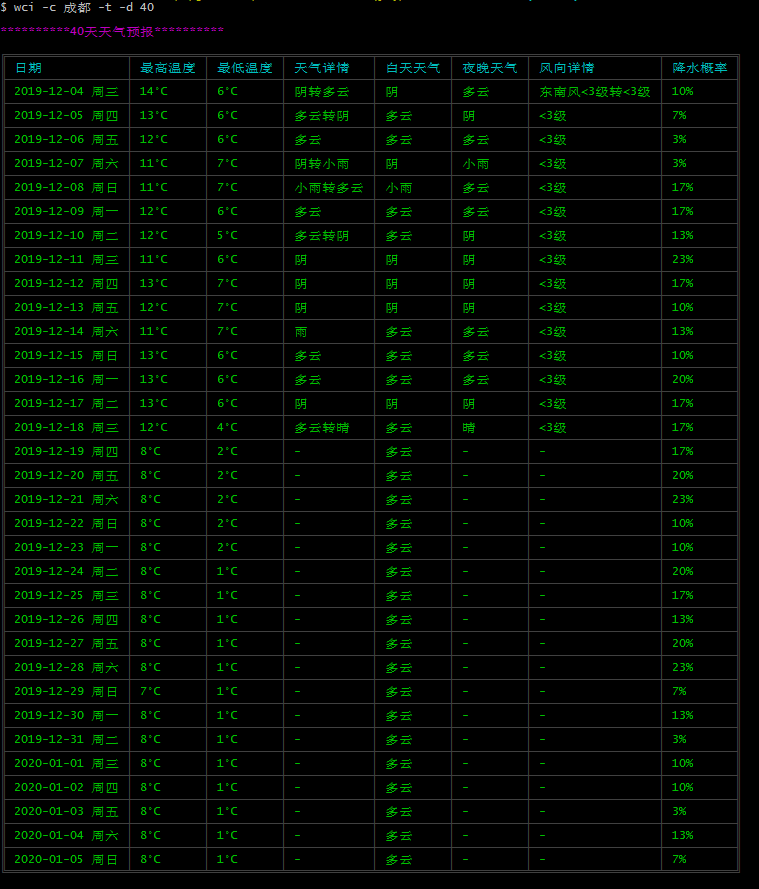 $ wci -c 成都 -t -d 40
**********40天天气预报**********
日期 最高温度 最低温度 天气详情 白天天气 夜晚天气 风向详情 降水概率
2019-12-04 周三 14°C 6°C 阴转多云 阴 多云 东南风<3级转<3级 10%
2019-12-05 周四 13°C 6°C 多云转阴 多云 阴 <3级 7%
2019-12-06 周五 12°C 6°C 多云 多云 多云 <3级 3%
2019-12-07 周六 11°C 7°C 阴转小雨 阴 小雨 <3级 3%
2019-12-08 周日 11°C 7°C 小雨转多云 小雨 多云 <3级 17%
2019-12-09 周一 12°C 6°C 多云 多云 多云 <3级 17%
2019-12-10 周二 12°C 5°C 多云转阴 多云 阴 <3级 13%
2019-12-11 周三 11°C 6°C 阴 阴 阴 <3级 23%
2019-12-12 周四 13°C 7°C 阴 阴 阴 <3级 17%
2019-12-13 周五 12°C 7°C 阴 阴 阴 <3级 10%
2019-12-14 周六 11°C 7°C 雨 多云 多云 <3级 13%
2019-12-15 周日 13°C 6°C 多云 多云 多云 <3级 10%
2019-12-16 周一 13°C 6°C 多云 多云 多云 <3级 20%
2019-12-17 周二 13°C 6°C 阴 阴 阴 <3级 17%
2019-12-18 周三 12°C 4°C 多云转晴 多云 晴 <3级 17%
2019-12-19 周四 8°C 2°C - 多云 - - 17%
2019-12-20 周五 8°C 2°C - 多云 - - 20%
2019-12-21 周六 8°C 2°C - 多云 - - 23%
2019-12-22 周日 8°C 2°C - 多云 - - 10%
2019-12-23 周一 8°C 2°C - 多云 - - 10%
2019-12-24 周二 8°C 1°C - 多云 - - 20%
2019-12-25 周三 8°C 1°C - 多云 - - 17%
2019-12-26 周四 8°C 1°C - 多云 - - 13%
2019-12-27 周五 8°C 1°C - 多云 - - 20%
2019-12-28 周六 8°C 1°C - 多云 - - 23%
2019-12-29 周日 7°C 1°C - 多云 - - 7%
2019-12-30 周一 8°C 1°C - 多云 - - 13%
2019-12-31 周二 8°C 1°C - 多云 - - 3%
2020-01-01 周三 8°C 1°C - 多云 - - 10%
2020-01-02 周四 8°C 1°C - 多云 - - 10%
2020-01-03 周五 8°C 1°C - 多云 - - 3%
2020-01-04 周六 8°C 1°C - 多云 - - 13%
2020-01-05 周日 8°C 1°C - 多云 - - 7%